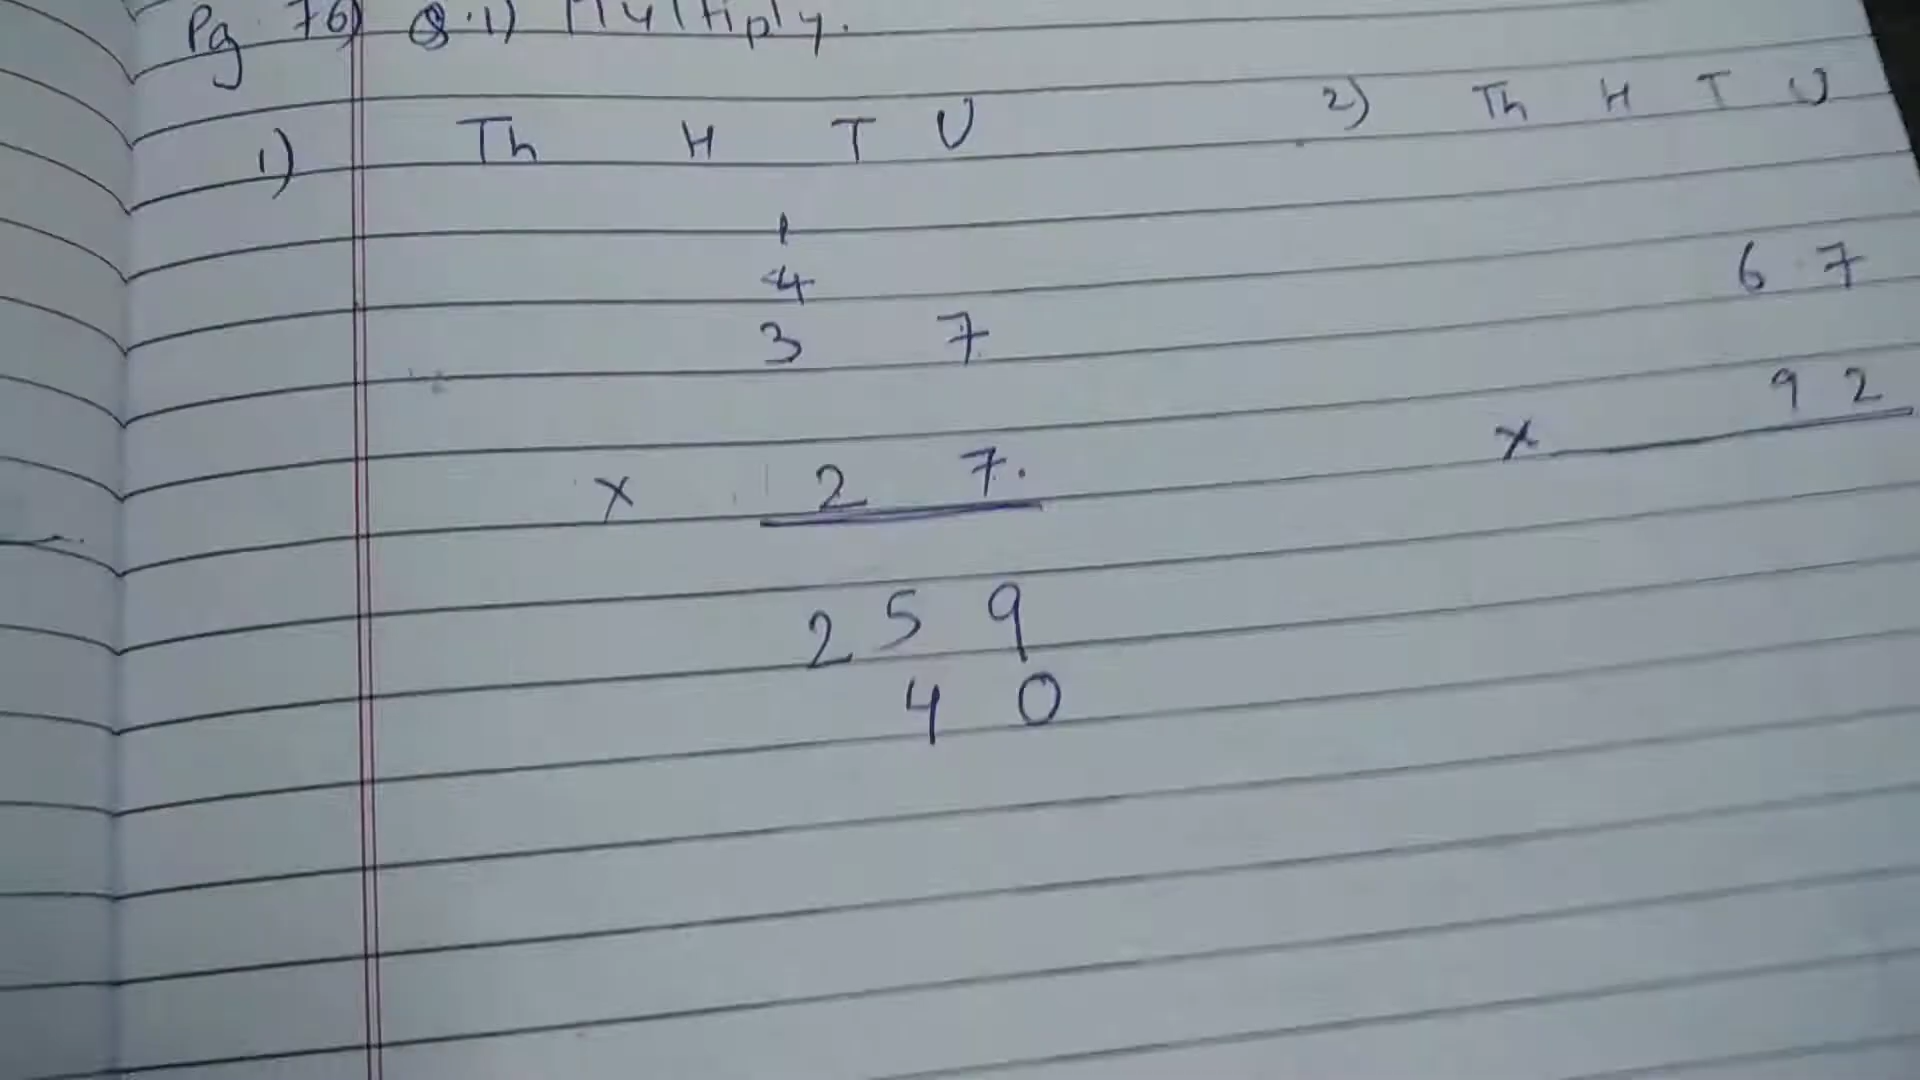 Pg 76) Q.1) Multiply.
1) Th H T U
1
4
3 7
x 2 7.
2 5 9
4 0
2) Th H T U
6 7
x 9 2